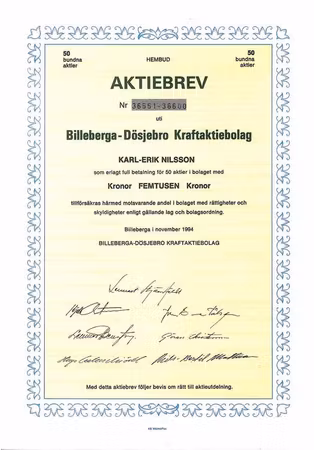 50 HEMBUD 50
bundna bundna
aktier aktier
AKTIEBREV
Nr 36551-36600
uti
Billeberga-Dösjebro Kraftaktiebolag
KARL-ERIK NILSSON
som erlagt full betalning för 50 aktier i bolaget med
Kronor FEMTUSEN Kronor
tillförsäkras härmed motsvarande andel i bolaget med rättigheter och
skyldigheter enligt gällande lag och bolagsordning.
Billeberga i november 1994
BILLEBERGA-DÖSJEBRO KRAFTAKTIEBOLAG
Lennart
Göran
Med detta aktiebrev följer bevis om rätt till aktieutdelning.